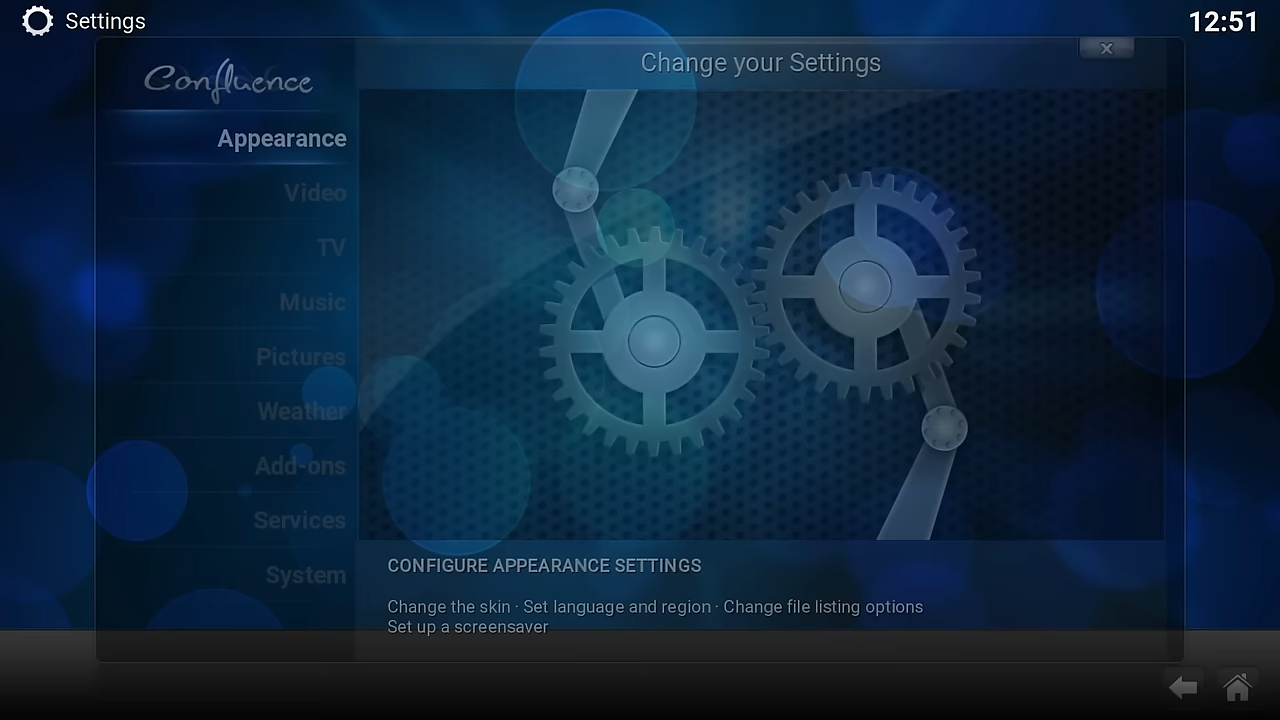 Settings
12:51
Confluence
Change your Settings
x
Appearance
Video
TV
Music
Pictures
Weather
Add-ons
Services
System
CONFIGURE APPEARANCE SETTINGS
Change the skin · Set language and region · Change file listing options
Set up a screensaver